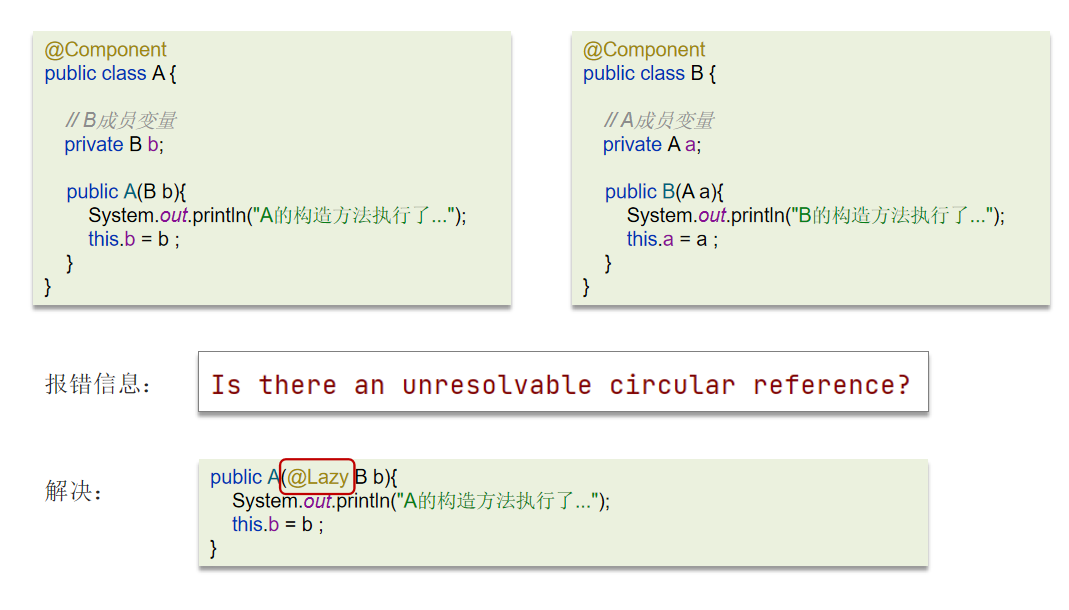 @Component
public class A {
// B成员变量
private B b;
public A(B b){
System.out.println("A的构造方法执行了...");
this.b = b ;
}
}
@Component
public class B {
// A成员变量
private A a;
public B(A a){
System.out.println("B的构造方法执行了...");
this.a = a ;
}
}
报错信息：
Is there an unresolvable circular reference?
解决：
public A(@Lazy B b){
System.out.println("A的构造方法执行了...");
this.b = b ;
}